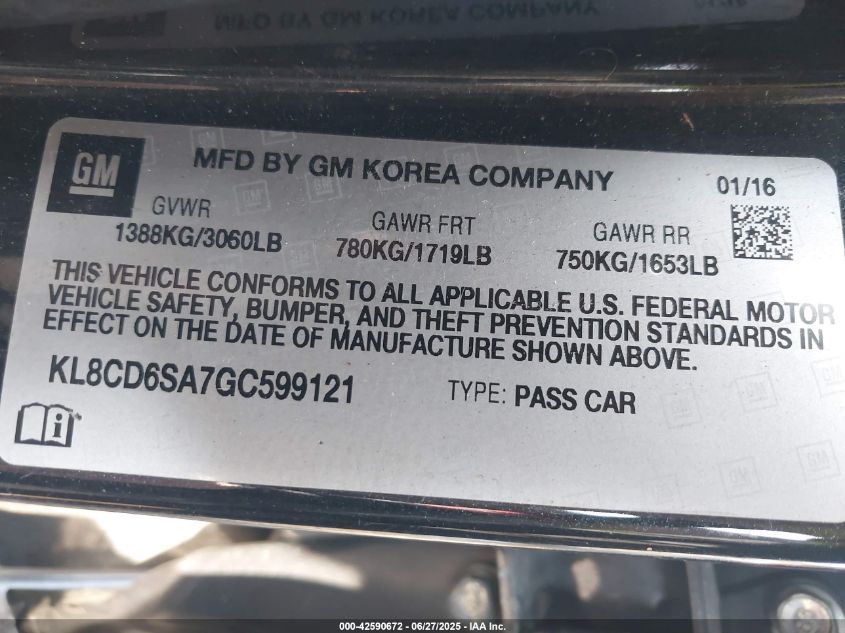 GM
MFD BY GM KOREA COMPANY
01/16
GVWR
1388KG/3060LB
GAWR FRT
780KG/1719LB
GAWR RR
750KG/1653LB
THIS VEHICLE CONFORMS TO ALL APPLICABLE U.S. FEDERAL MOTOR
VEHICLE SAFETY, BUMPER, AND THEFT PREVENTION STANDARDS IN
EFFECT ON THE DATE OF MANUFACTURE SHOWN ABOVE.
KL8CD6SA7GC599121
TYPE: PASS CAR
000-42590672 - 06/27/2025 - IAA Inc.